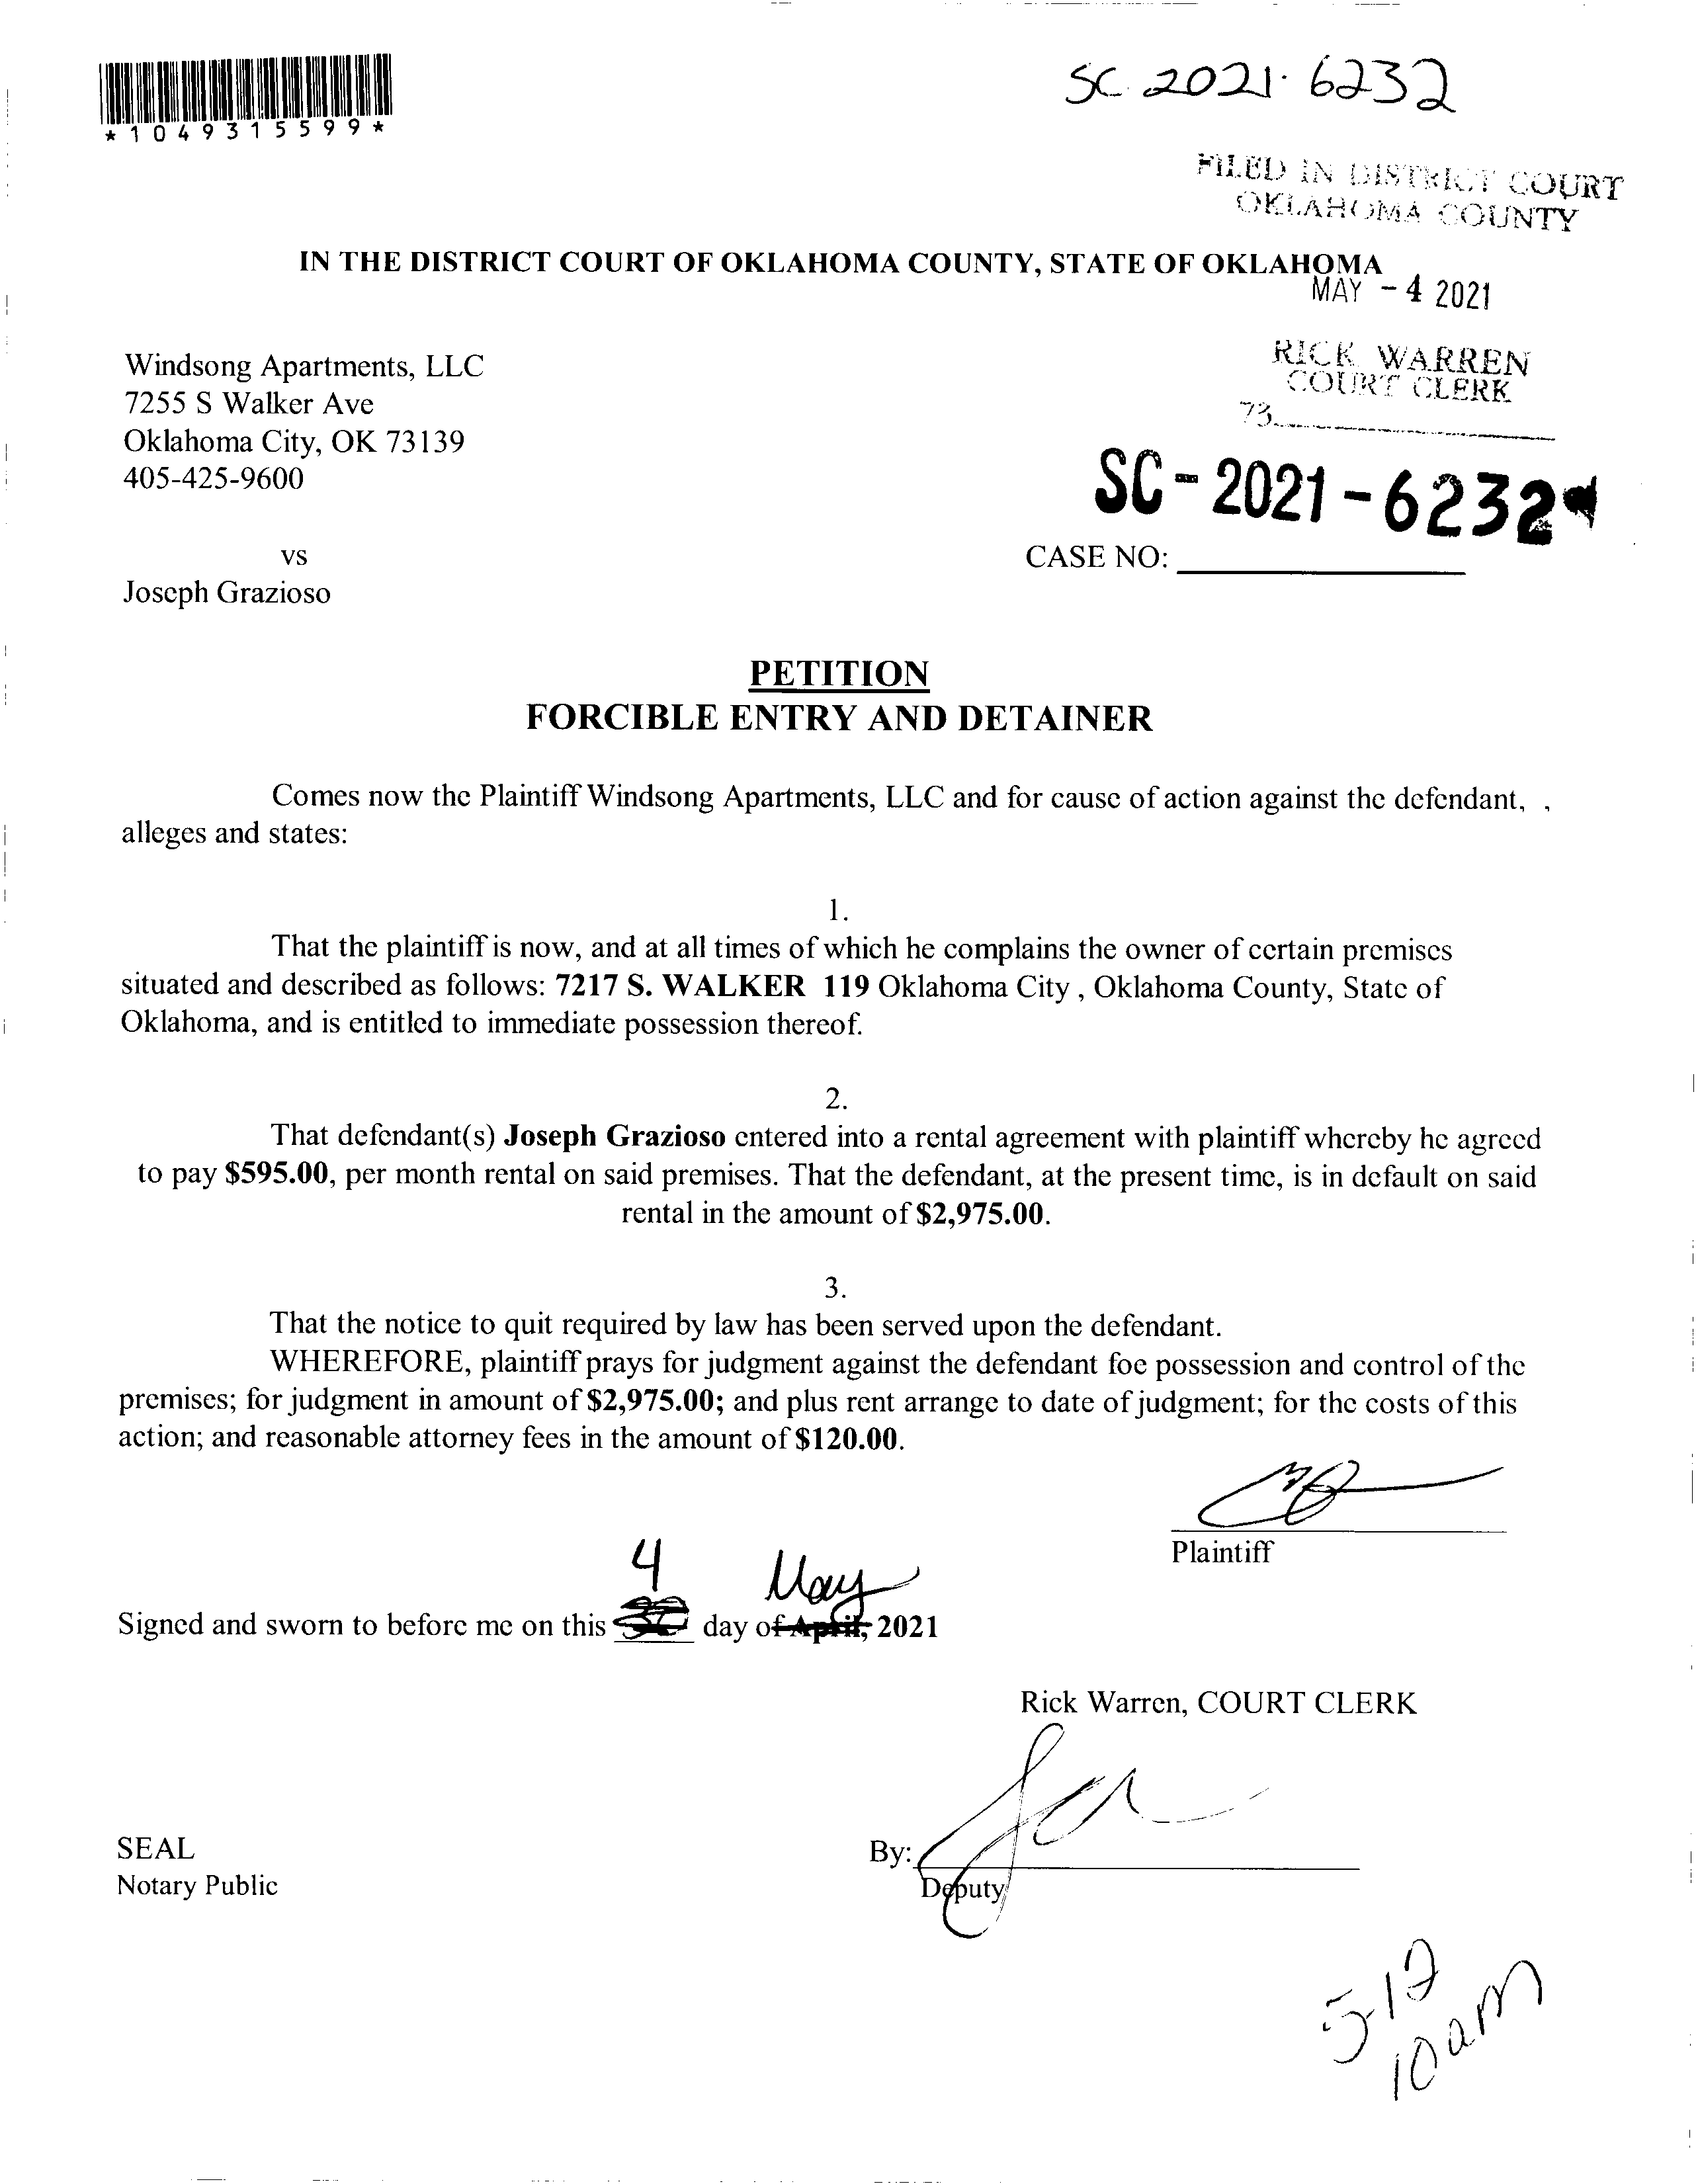 *1049315599*
SC 2021. 6232
FILED IN DISTRICT COURT
OKLAHOMA COUNTY
IN THE DISTRICT COURT OF OKLAHOMA COUNTY, STATE OF OKLAHOMA
MAY - 4 2021
Windsong Apartments, LLC
7255 S Walker Ave
Oklahoma City, OK 73139
405-425-9600
RICK WARREN
COURT CLERK
73
SC - 2021 - 6232
vs
CASE NO:
Joseph Grazioso
PETITION
FORCIBLE ENTRY AND DETAINER
Comes now the Plaintiff Windsong Apartments, LLC and for cause of action against the defendant, ,
alleges and states:
1.
That the plaintiff is now, and at all times of which he complains the owner of certain premises
situated and described as follows: 7217 S. WALKER 119 Oklahoma City , Oklahoma County, State of
Oklahoma, and is entitled to immediate possession thereof.
2.
That defendant(s) Joseph Grazioso entered into a rental agreement with plaintiff whereby he agreed
to pay $595.00, per month rental on said premises. That the defendant, at the present time, is in default on said
rental in the amount of $2,975.00.
3.
That the notice to quit required by law has been served upon the defendant.
WHEREFORE, plaintiff prays for judgment against the defendant foe possession and control of the
premises; for judgment in amount of $2,975.00; and plus rent arrange to date of judgment; for the costs of this
action; and reasonable attorney fees in the amount of $120.00.
Plaintiff
4 May
Signed and sworn to before me on this 30 day of April, 2021
Rick Warren, COURT CLERK
SEAL
By:
Notary Public
Deputy
5-12
10am